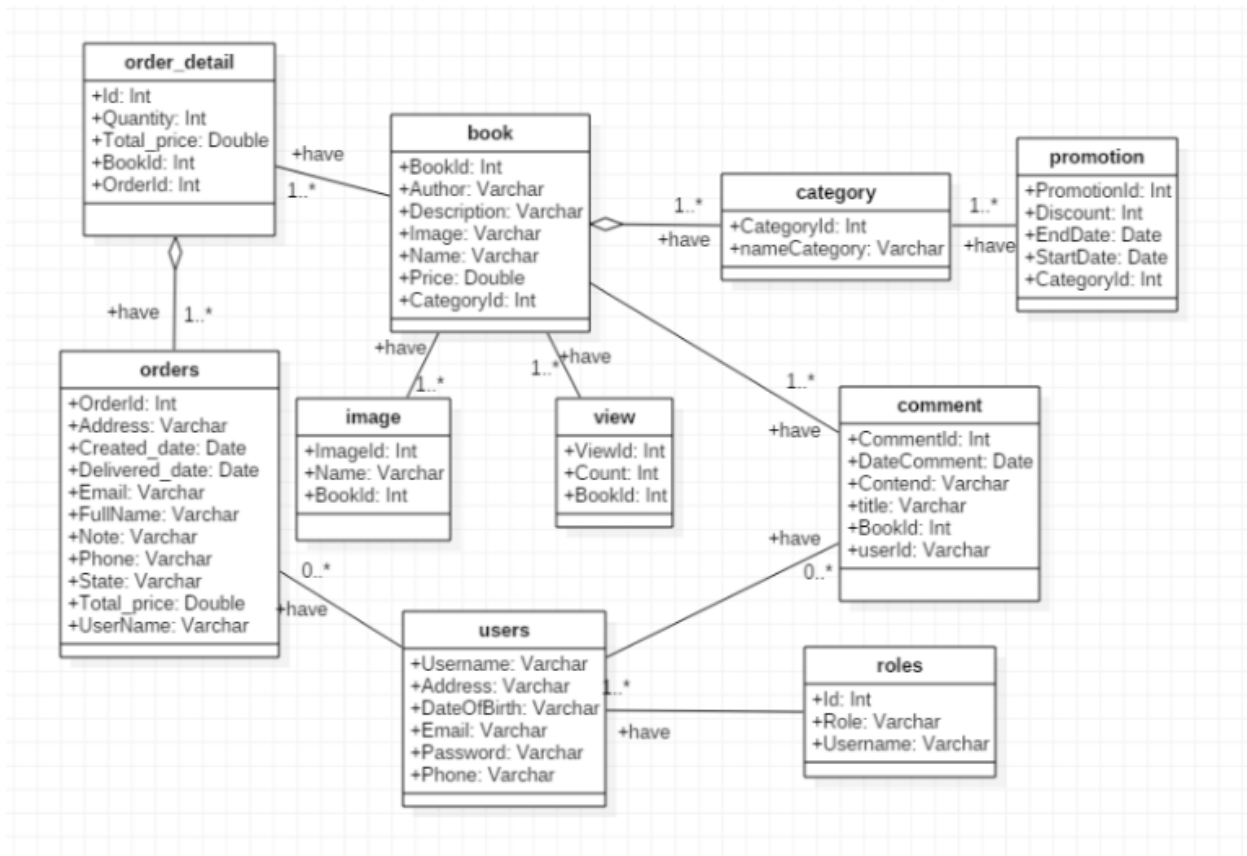 order_detail
+Id: Int
+Quantity: Int
+Total_price: Double
+BookId: Int
+OrderId: Int
+have
1..*
book
+BookId: Int
+Author: Varchar
+Description: Varchar
+Image: Varchar
+Name: Varchar
+Price: Double
+CategoryId: Int
1..*
+have
category
+CategoryId: Int
+nameCategory: Varchar
1..*
+have
promotion
+PromotionId: Int
+Discount: Int
+EndDate: Date
+StartDate: Date
+CategoryId: Int
+have
1..*
orders
+OrderId: Int
+Address: Varchar
+Created_date: Date
+Delivered_date: Date
+Email: Varchar
+FullName: Varchar
+Note: Varchar
+Phone: Varchar
+State: Varchar
+Total_price: Double
+UserName: Varchar
+have
1..*
image
+ImageId: Int
+Name: Varchar
+BookId: Int
+have
1..*
view
+ViewId: Int
+Count: Int
+BookId: Int
1..*
+have
comment
+CommentId: Int
+DateComment: Date
+Contend: Varchar
+title: Varchar
+BookId: Int
+userId: Varchar
+have
0..*
0..*
+have
users
+Username: Varchar
+Address: Varchar
+DateOfBirth: Varchar
+Email: Varchar
+Password: Varchar
+Phone: Varchar
1..*
+have
roles
+Id: Int
+Role: Varchar
+Username: Varchar